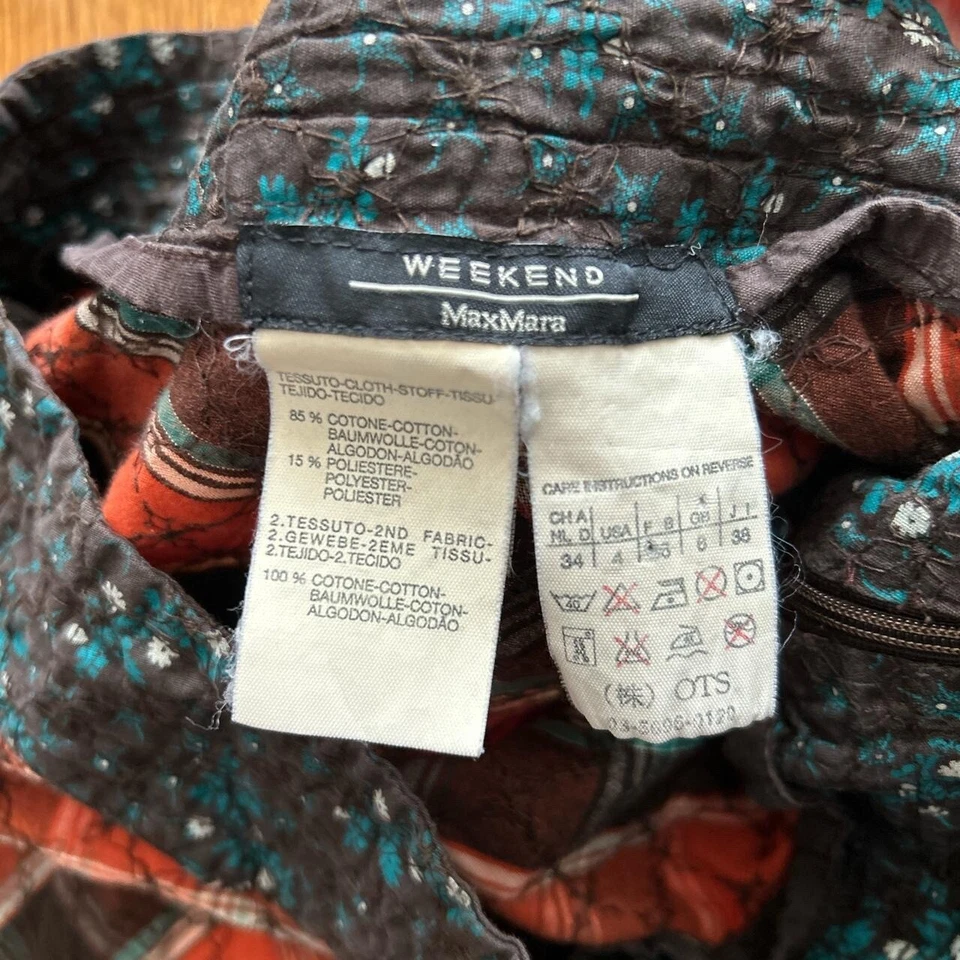 WEEKEND
MaxMara
TESSUTO-CLOTH-STOFF-TISSU-
TEJIDO-TECIDO
85 % COTONE-COTTON-
BAUMWOLLE-COTON-
ALGODON-ALGODÃO
15 % POLIESTERE-
POLYESTER-
POLIESTER
2.TESSUTO-2ND FABRIC-
2.GEWEBE-2EME TISSU-
2.TEJIDO-2.TECIDO
100 % COTONE-COTTON-
BAUMWOLLE-COTON-
ALGODON-ALGODÃO
CARE INSTRUCTIONS ON REVERSE
CH A USA F B GB J I
NL D
34 4 6 38
40
(株) OTS